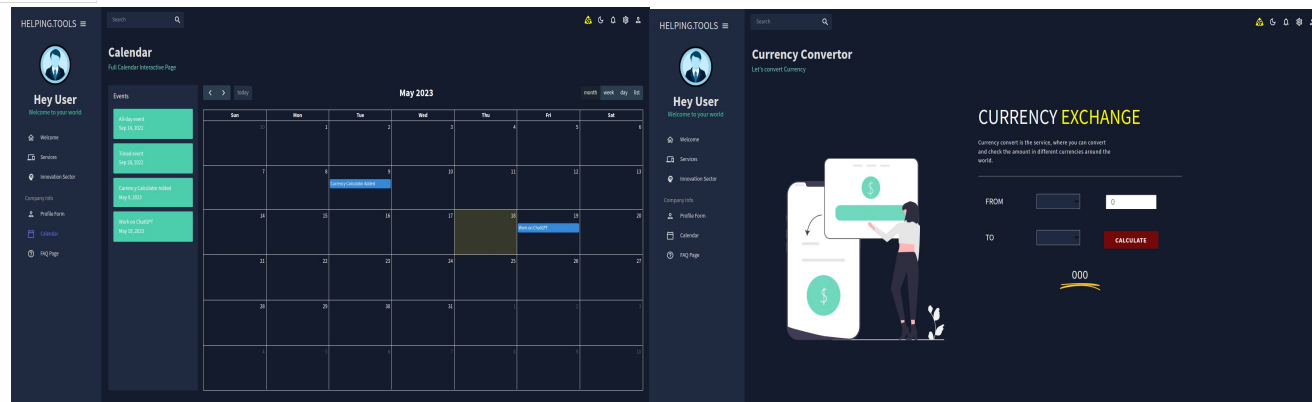 HELPING.TOOLS
Search
Calendar
Full Calendar Interactive Page
Hey User
Welcome to your world
Welcome
Services
Innovation Sector
Company Info
Profile Form
Calendar
FAQ Page
Events
All-day event
Sep 14, 2022
Timed event
Sep 28, 2022
Currency Calculator Added
May 9, 2023
Work on ChatGPT
May 19, 2023
today
May 2023
month week day list
Sun Mon Tue Wed Thu Fri Sat
30 1 2 3 4 5 6
7 8 9 10 11 12 13
Currency Calculator Added
14 15 16 17 18 19 20
Work on ChatGPT
21 22 23 24 25 26 27
28 29 30 31 1 2 3
4 5 6 7 8 9 10
HELPING.TOOLS
Search
Currency Convertor
Let's convert Currency
Hey User
Welcome to your world
Welcome
Services
Innovation Sector
Company Info
Profile Form
Calendar
FAQ Page
$
$
CURRENCY EXCHANGE
Currency convert is the service, where you can convert
and check the amount in different currencies around the
world.
FROM
0
TO
CALCULATE
000